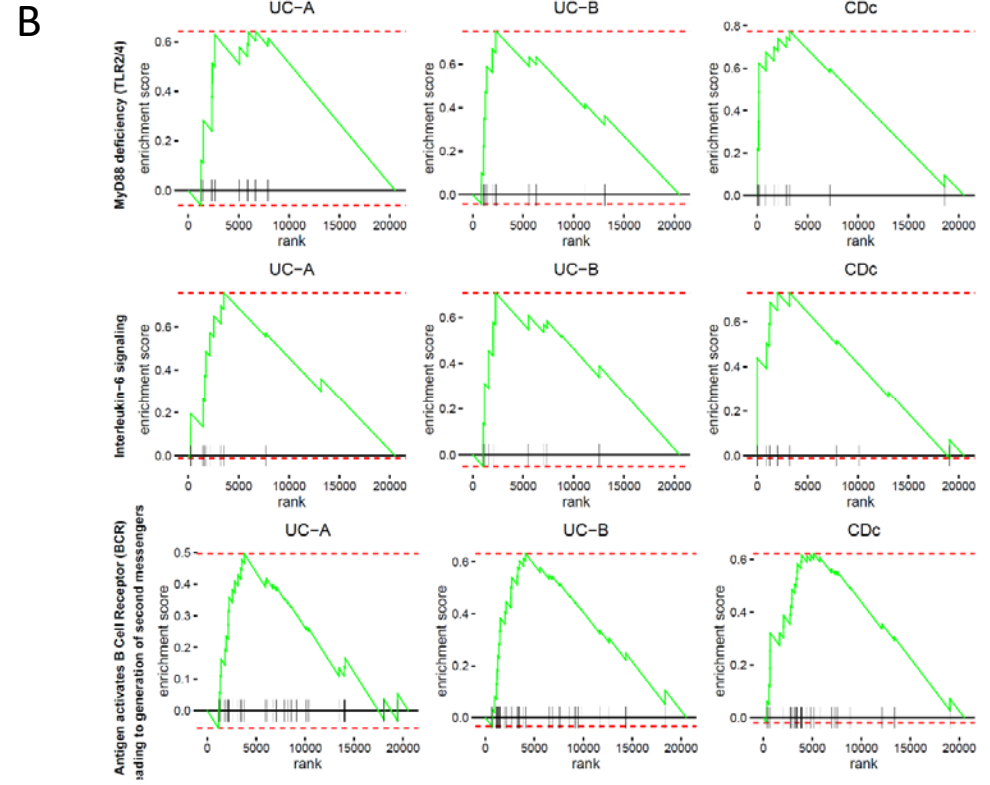 B
UC-A
UC-B
CDc
MyD88 deficiency (TLR2/4)
enrichment score
0.6
0.4
0.2
0.0
0 5000 10000 15000 20000
rank
enrichment score
0.6
0.4
0.2
0.0
0 5000 10000 15000 20000
rank
enrichment score
0.8
0.6
0.4
0.2
0.0
0 5000 10000 15000 20000
rank
UC-A
UC-B
CDc
Interleukin-6 signaling
enrichment score
0.6
0.4
0.2
0.0
0 5000 10000 15000 20000
rank
enrichment score
0.6
0.4
0.2
0.0
0 5000 10000 15000 20000
rank
enrichment score
0.6
0.4
0.2
0.0
0 5000 10000 15000 20000
rank
UC-A
UC-B
CDc
Antigen activates B Cell Receptor (BCR)
ading to generation of second messengers
enrichment score
0.5
0.4
0.3
0.2
0.1
0.0
0 5000 10000 15000 20000
rank
enrichment score
0.6
0.4
0.2
0.0
0 5000 10000 15000 20000
rank
enrichment score
0.6
0.4
0.2
0.0
0 5000 10000 15000 20000
rank